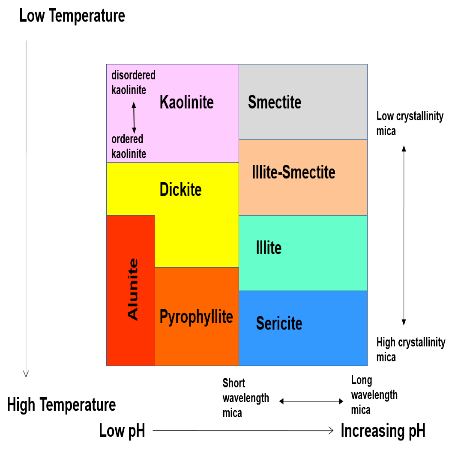 Low Temperature
disordered
kaolinite
Kaolinite
Smectite
Low crystallinity
mica
ordered
kaolinite
Illite-Smectite
Dickite
Illite
Alunite
Pyrophyllite
Sericite
High crystallinity
mica
Short
wavelength
mica
Long
wavelength
mica
High Temperature
Low pH
Increasing pH